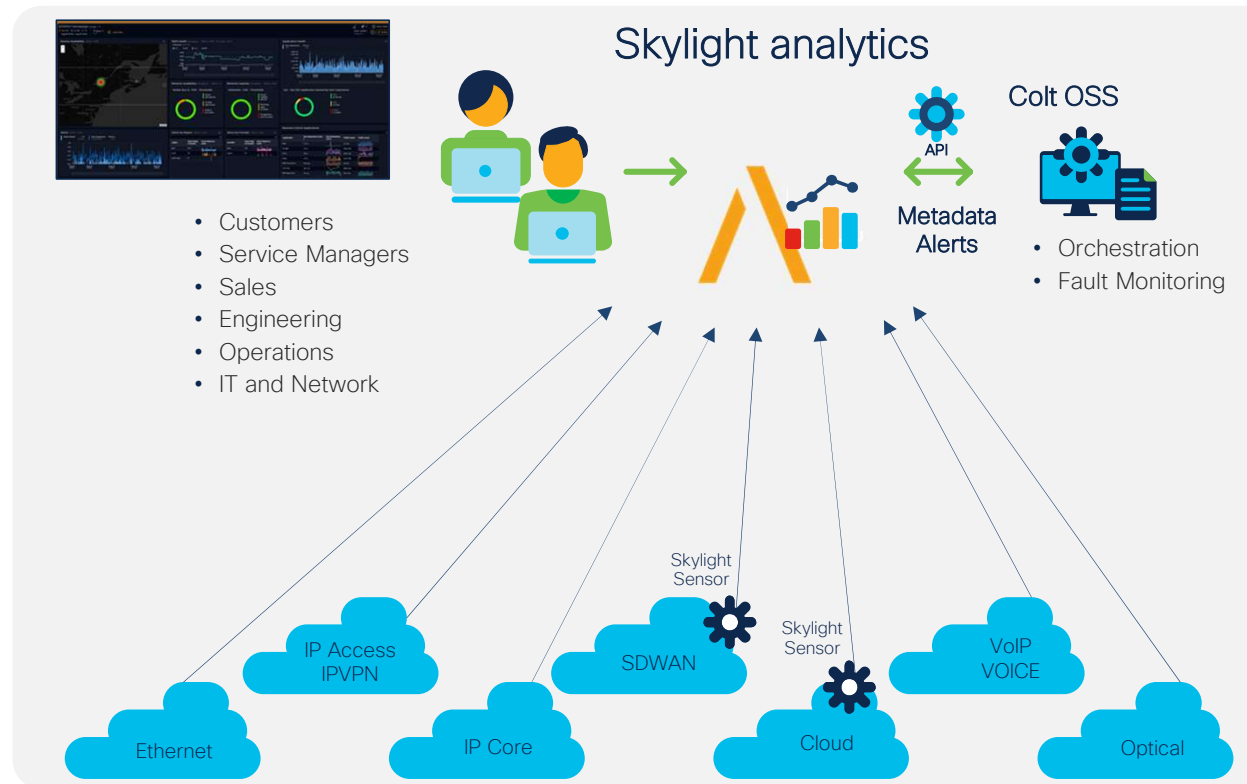 Skylight analytics
Colt OSS
API
Metadata
Alerts
• Orchestration
• Fault Monitoring
• Customers
• Service Managers
• Sales
• Engineering
• Operations
• IT and Network
Skylight
Sensor
Skylight
Sensor
IP Access
IPVPN
SDWAN
VoIP
VOICE
Ethernet
IP Core
Cloud
Optical